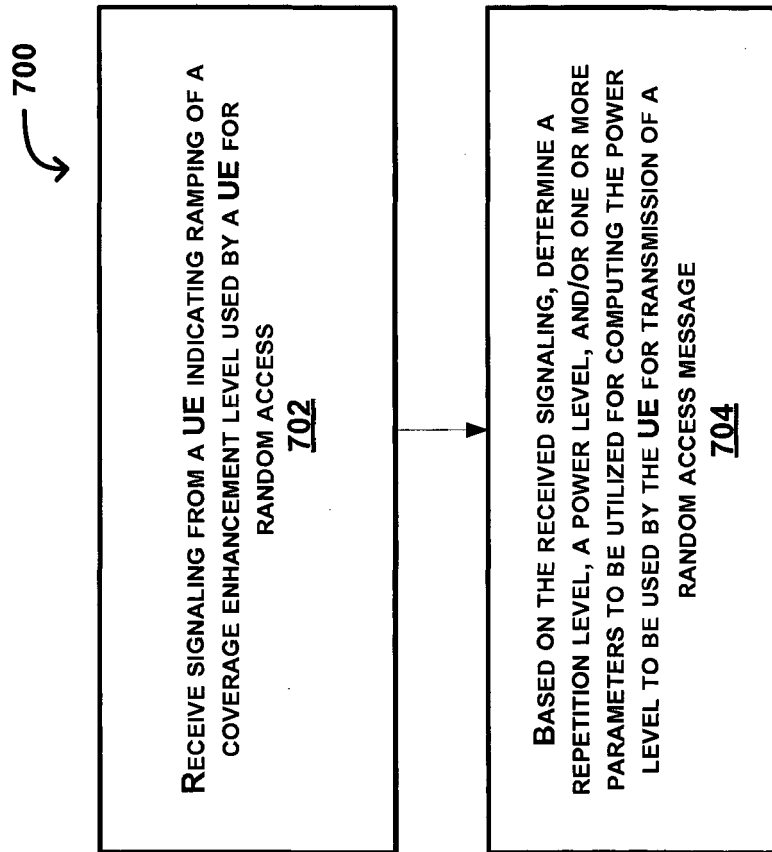 700
RECEIVE SIGNALING FROM A UE INDICATING RAMPING OF A
COVERAGE ENHANCEMENT LEVEL USED BY A UE FOR
RANDOM ACCESS
702
BASED ON THE RECEIVED SIGNALING, DETERMINE A
REPETITION LEVEL, A POWER LEVEL, AND/OR ONE OR MORE
PARAMETERS TO BE UTILIZED FOR COMPUTING THE POWER
LEVEL TO BE USED BY THE UE FOR TRANSMISSION OF A
RANDOM ACCESS MESSAGE
704